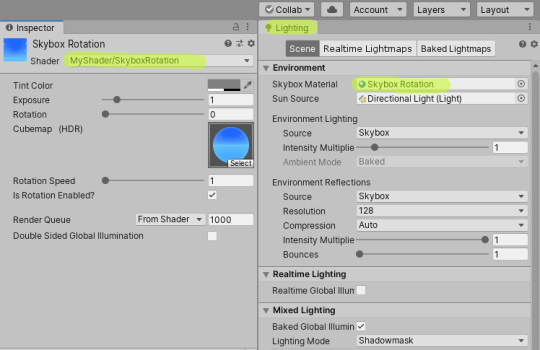 Collab
Account
Layers
Layout
Inspector
Skybox Rotation
Shader MyShader/SkyboxRotation
Tint Color
Exposure 1
Rotation 0
Cubemap (HDR)
Select
Rotation Speed 1
Is Rotation Enabled?
Render Queue From Shader 1000
Double Sided Global Illumination
Lighting
Scene Realtime Lightmaps Baked Lightmaps
Environment
Skybox Material Skybox Rotation
Sun Source Directional Light (Light)
Environment Lighting
Source Skybox
Intensity Multiplie 1
Ambient Mode Baked
Environment Reflections
Source Skybox
Resolution 128
Compression Auto
Intensity Multiplie 1
Bounces 1
Realtime Lighting
Realtime Global Illum
Mixed Lighting
Baked Global Illumin
Lighting Mode Shadowmask